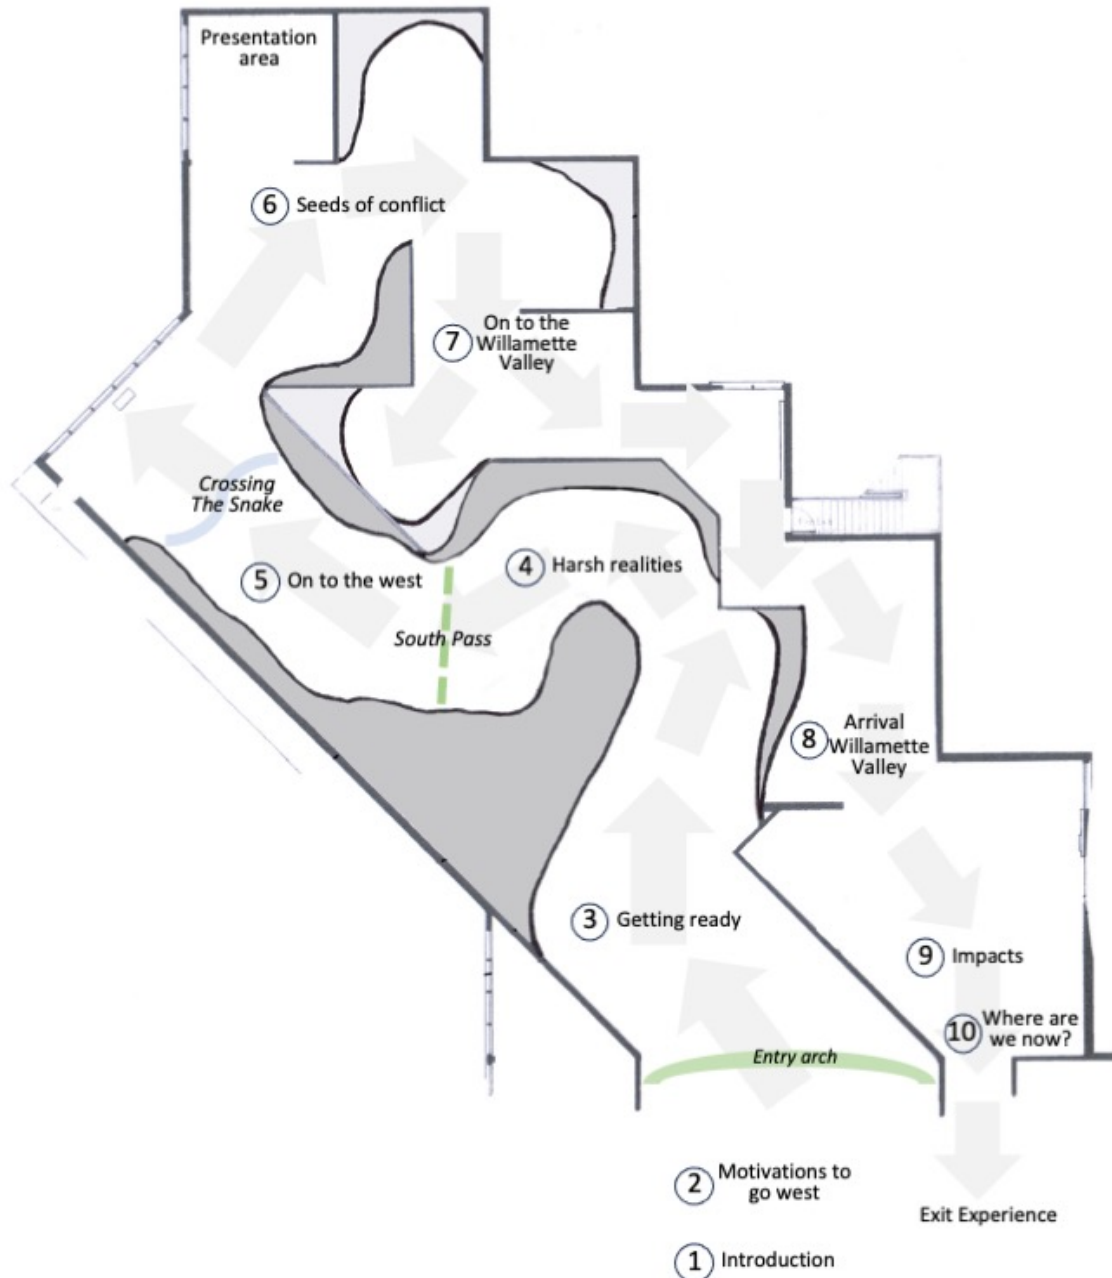 Presentation
area
6 Seeds of conflict
7 On to the
Willamette
Valley
Crossing
The Snake
5 On to the west
4 Harsh realities
South Pass
8 Arrival
Willamette
Valley
3 Getting ready
9 Impacts
10 Where are
we now?
Entry arch
2 Motivations to
go west
Exit Experience
1 Introduction